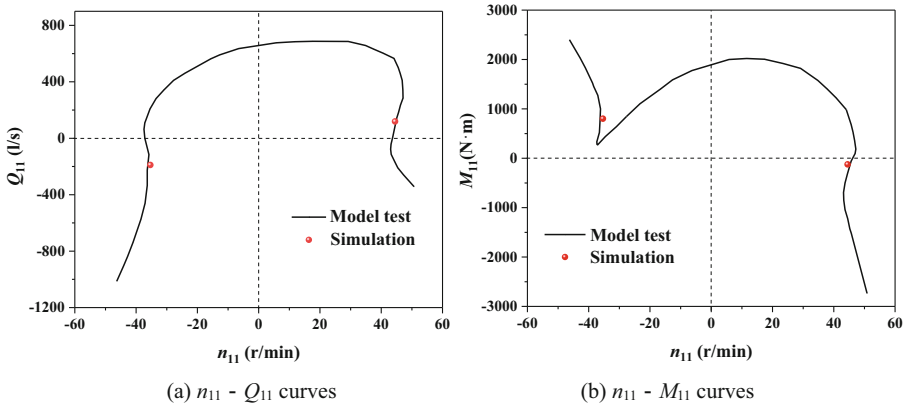 800
400
0
-400
-800
-1200
Q11 (l/s)
Model test
Simulation
-60 -40 -20 0 20 40 60
n11 (r/min)
(a) n11 - Q11 curves
3000
2000
1000
0
-1000
-2000
-3000
M11(N·m)
Model test
Simulation
-60 -40 -20 0 20 40 60
n11 (r/min)
(b) n11 - M11 curves